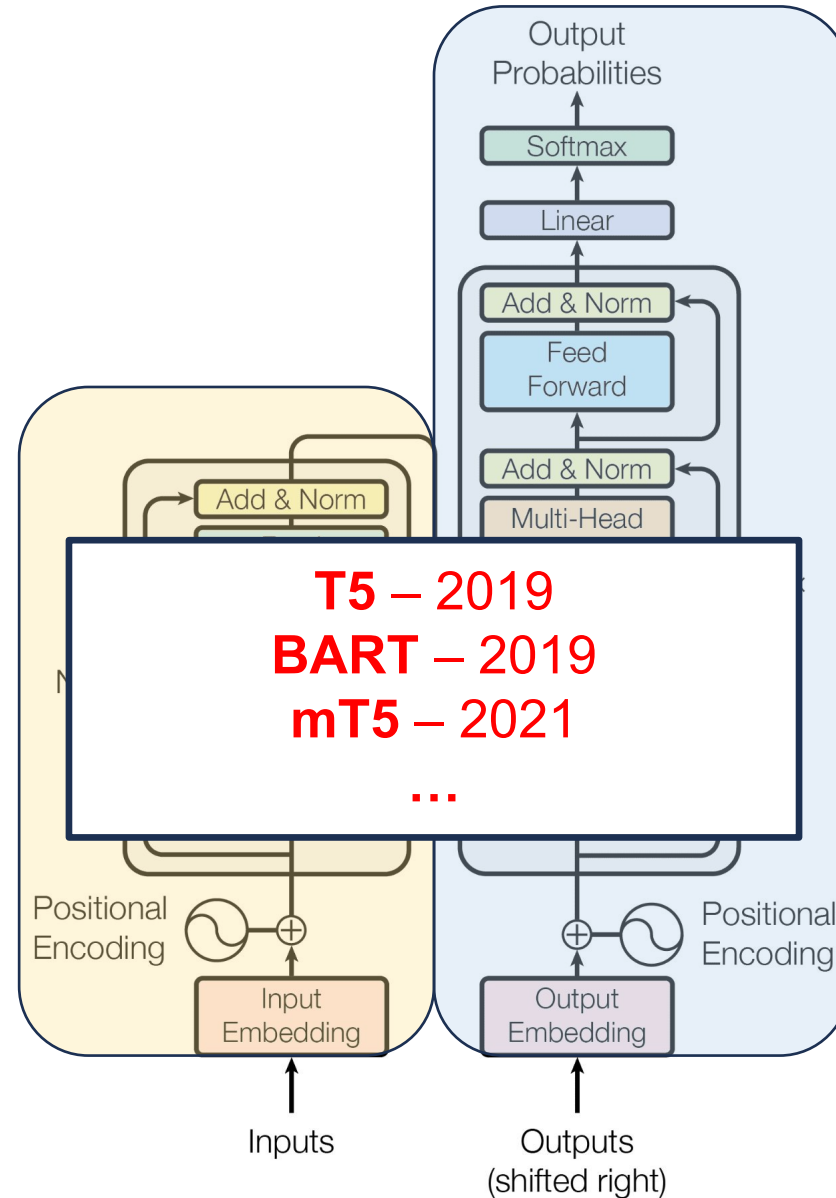 Output
Probabilities
Softmax
Linear
Add & Norm
Feed
Forward
Add & Norm
Multi-Head
Add & Norm
T5 – 2019
BART – 2019
mT5 – 2021
...
Positional
Encoding
Positional
Encoding
Input
Embedding
Output
Embedding
Inputs
Outputs
(shifted right)